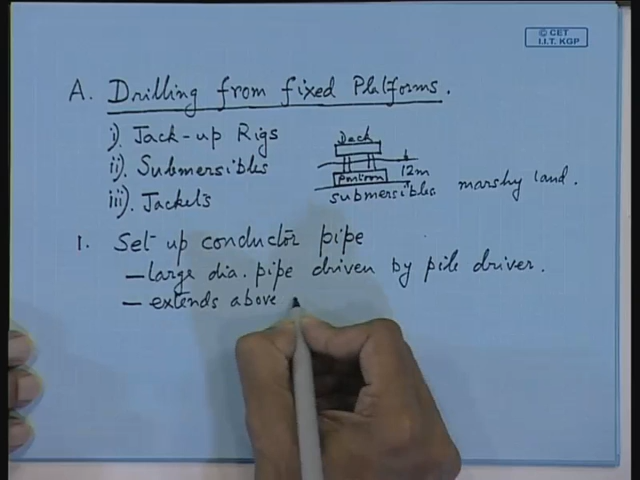 © CET
I.I.T. KGP
A. Drilling from fixed Platforms.
i). Jack-up Rigs
ii). Submersibles
iii). Jackets
Deck
12m
Pontoon
submersibles
marshy land.
1. Set up conductor pipe
— large dia. pipe driven by pile driver.
— extends above